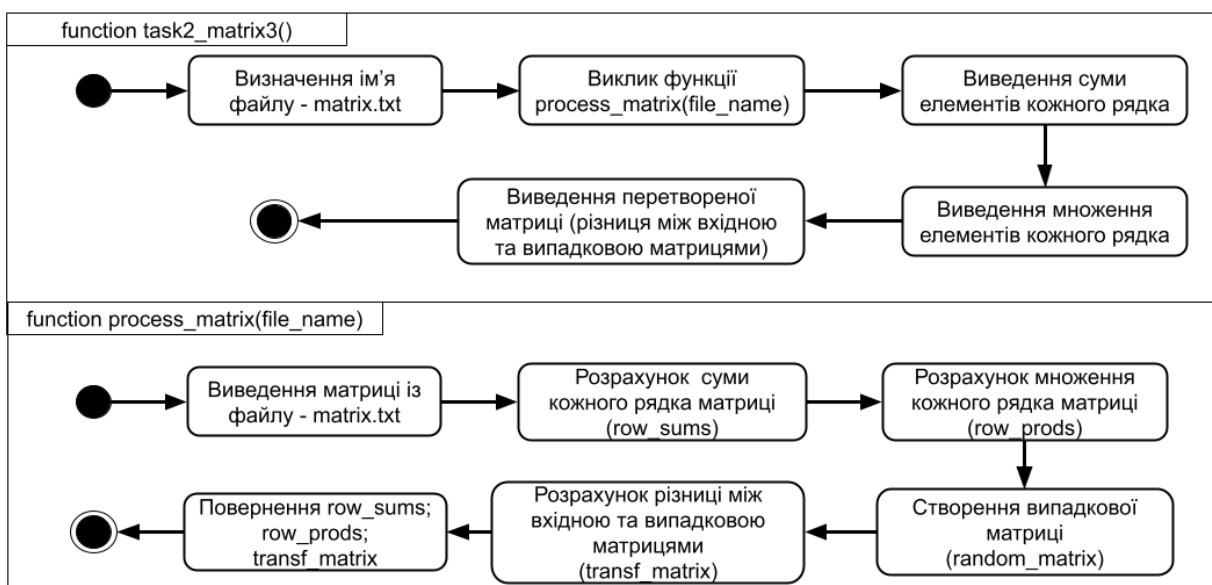 function task2_matrix3()
Визначення ім’я
файлу - matrix.txt
Виклик функції
process_matrix(file_name)
Виведення суми
елементів кожного рядка
Виведення множення
елементів кожного рядка
Виведення перетвореної
матриці (різниця між вхідною
та випадковою матрицями)
function process_matrix(file_name)
Виведення матриці із
файлу - matrix.txt
Розрахунок суми
кожного рядка матриці
(row_sums)
Розрахунок множення
кожного рядка матриці
(row_prods)
Створення випадкової
матриці
(random_matrix)
Розрахунок різниці між
вхідною та випадковою
матрицями
(transf_matrix)
Повернення row_sums;
row_prods;
transf_matrix